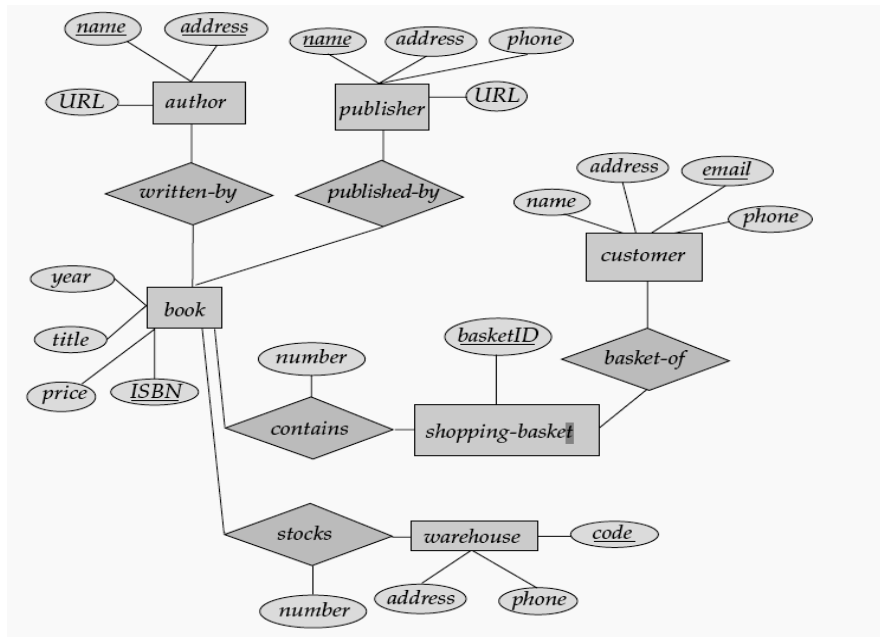 name
address
name
address
phone
URL
author
publisher
URL
written-by
published-by
address
email
name
phone
customer
year
book
title
price
ISBN
number
basketID
basket-of
contains
shopping-basket
stocks
warehouse
code
number
address
phone